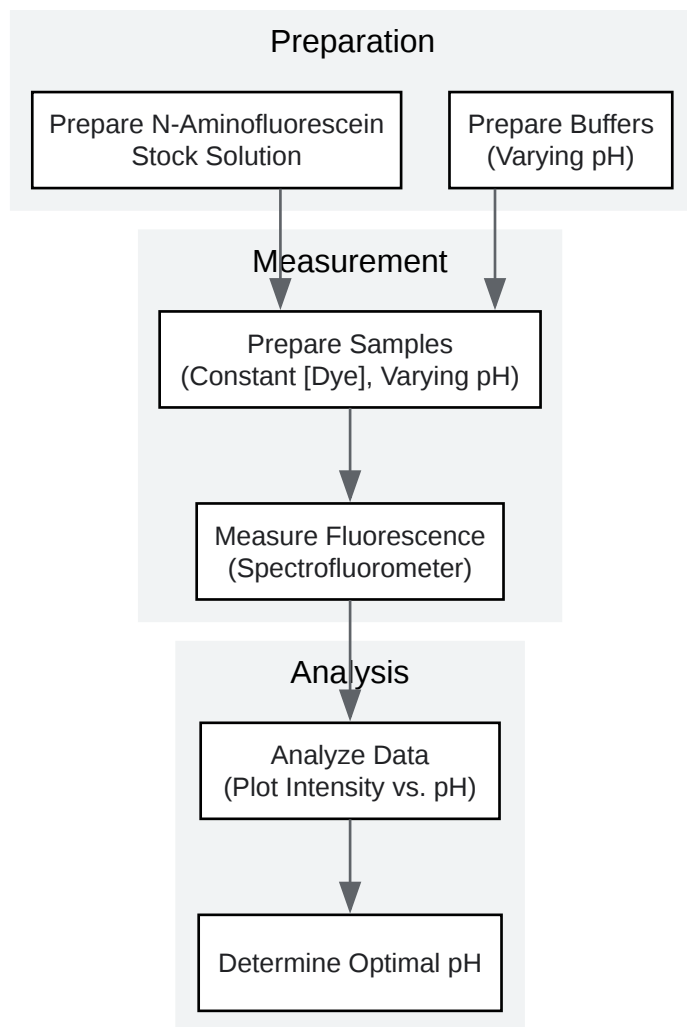 Preparation
Prepare N-Aminofluorescein
Stock Solution
Prepare Buffers
(Varying pH)
Measurement
Prepare Samples
(Constant [Dye], Varying pH)
Measure Fluorescence
(Spectrofluorometer)
Analysis
Analyze Data
(Plot Intensity vs. pH)
Determine Optimal pH